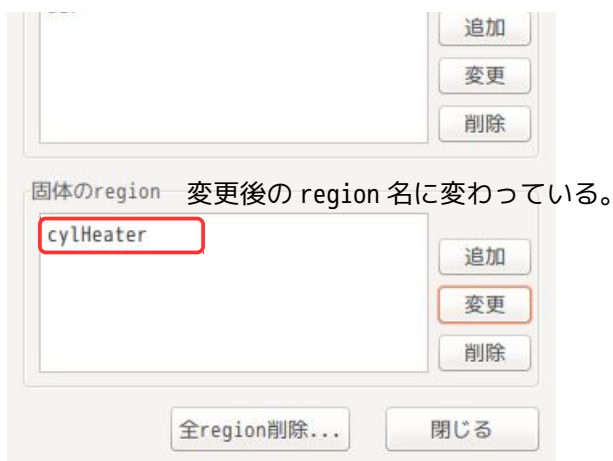 追加
変更
削除
固体のregion 変更後の region 名に変わっている。
cylHeater
追加
変更
削除
全region削除...
閉じる